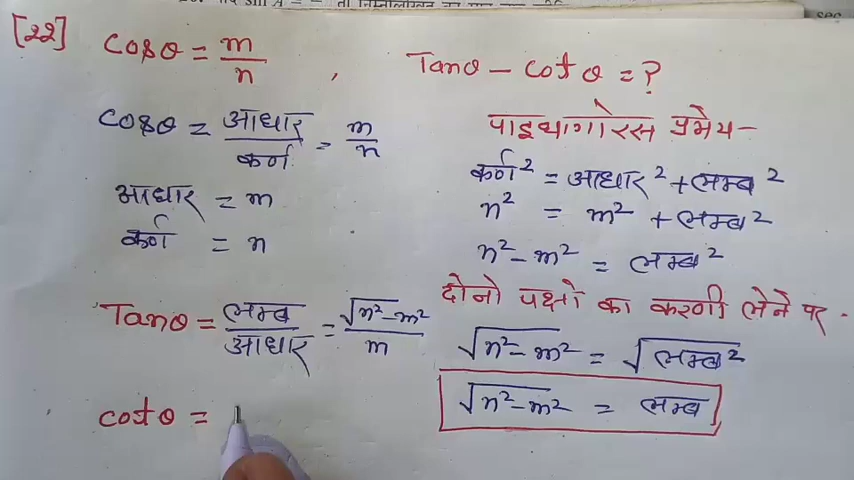 [22] cosθ = m/n , Tanθ - cotθ = ?
cosθ = आधार/कर्ण = m/n
आधार = m
कर्ण = n
Tanθ = लम्ब/आधार = √n²-m²/m
cotθ =
पाइथागोरस प्रमेय -
कर्ण² = आधार² + लम्ब²
n² = m² + लम्ब²
n² - m² = लम्ब²
दोनो पक्षो का करणी लेने पर -
√n²-m² = √लम्ब²
√n²-m² = लम्ब